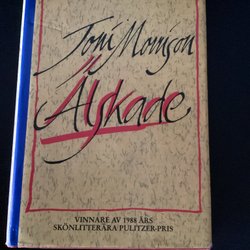 Toni Morrison
Älskade
VINNARE AV 1988 ÅRS
SKÖNLITTERÄRA PULITZER-PRIS